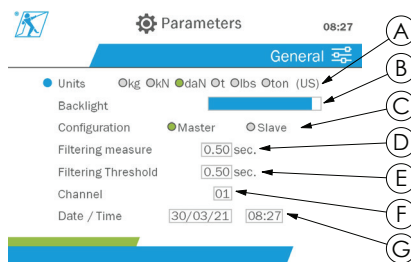 Parameters 08:27
General
Units kg kN daN t lbs ton (US)
Backlight
Configuration Master Slave
Filtering measure 0.50 sec.
Filtering Threshold 0.50 sec.
Channel 01
Date / Time 30/03/21 08:27
A
B
C
D
E
F
G